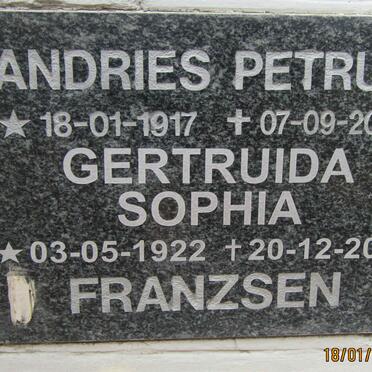 ANDRIES PETRU
★ 18-01-1917 ✝ 07-09-20
GERTRUIDA
SOPHIA
★ 03-05-1922 ✝ 20-12-20
FRANZSEN
18/01/